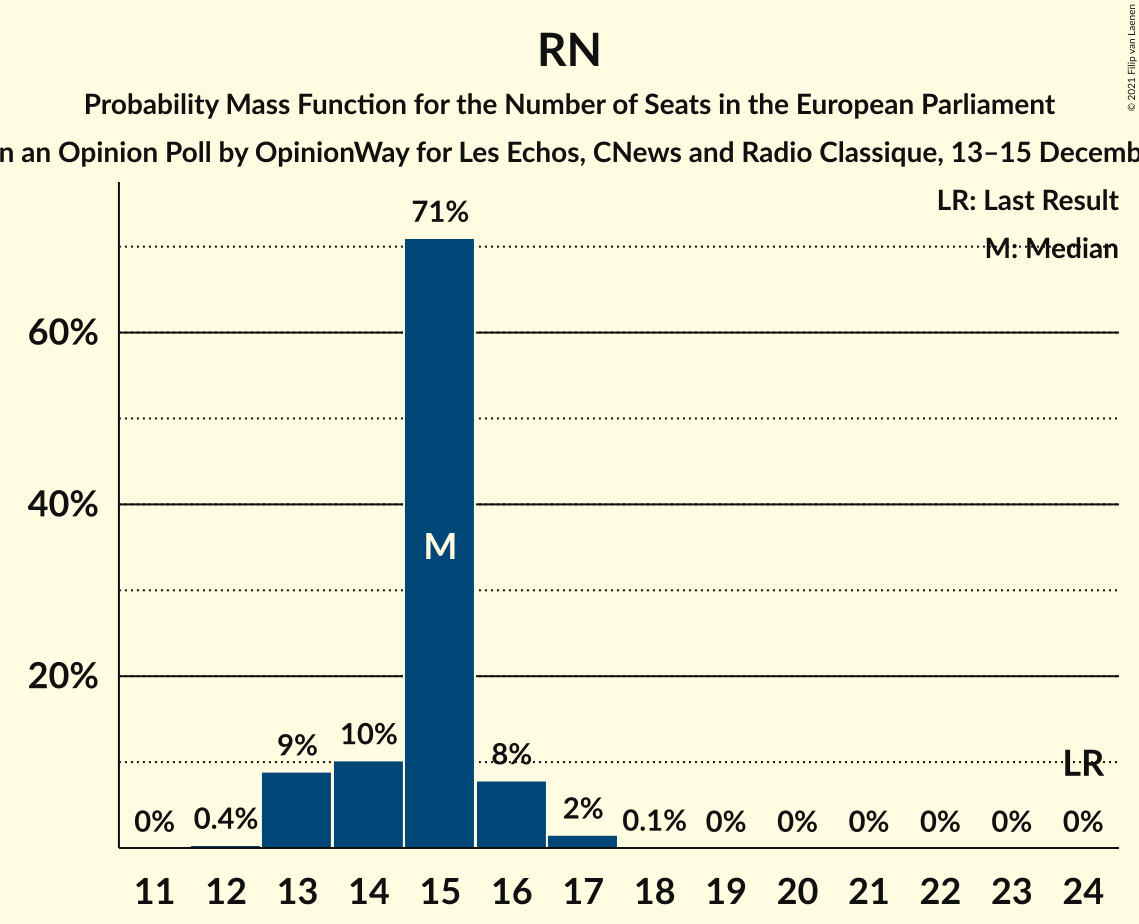 RN
Probability Mass Function for the Number of Seats in the European Parliament
n an Opinion Poll by OpinionWay for Les Echos, CNews and Radio Classique, 13–15 Decemb
© 2021 Filip van Laenen
LR: Last Result
M: Median
71%
60%
40%
M
20%
LR
0% 0.4% 9% 10% 8% 2% 0.1% 0% 0% 0% 0% 0% 0%
11 12 13 14 15 16 17 18 19 20 21 22 23 24